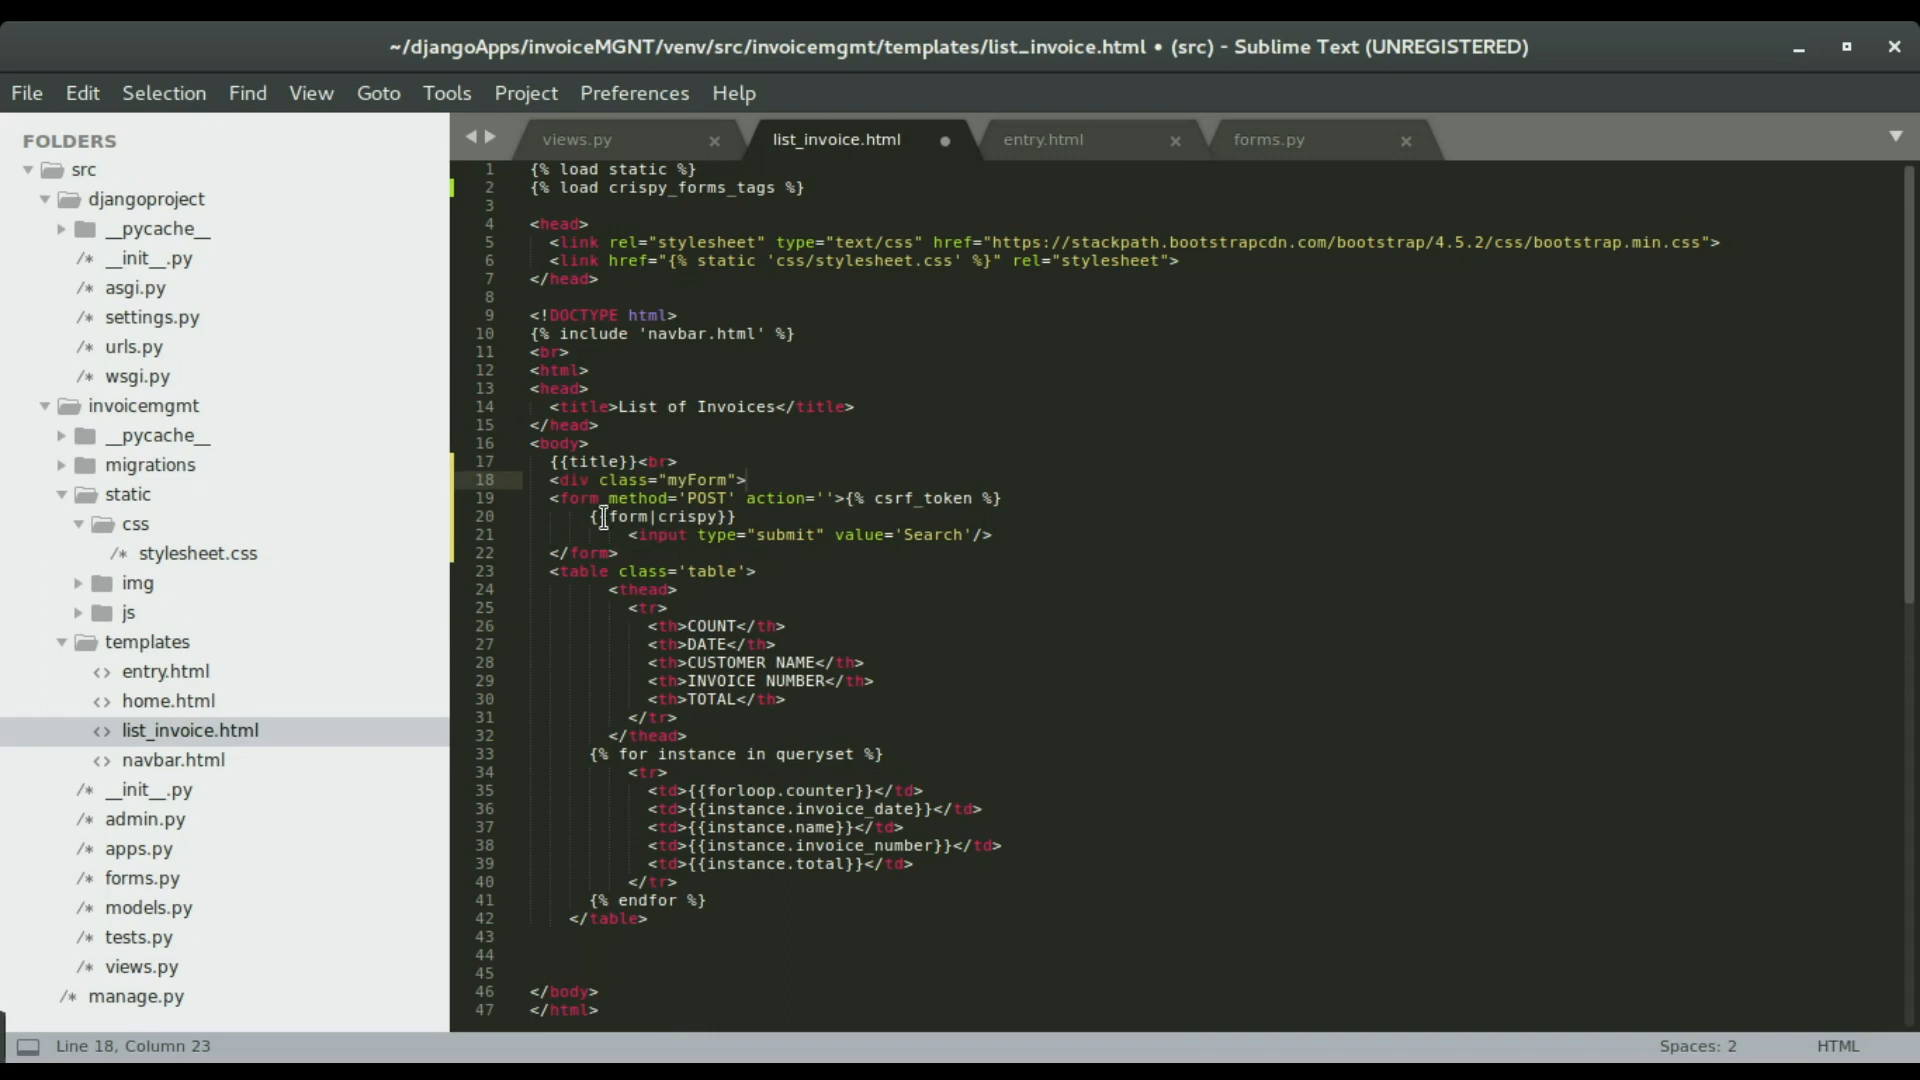 ~/djangoApps/invoiceMGNT/venv/src/invoicemgmt/templates/list_invoice.html • (src) - Sublime Text (UNREGISTERED)
File Edit Selection Find View Goto Tools Project Preferences Help
FOLDERS
src
djangoproject
__pycache__
/* __init__.py
/* asgi.py
/* settings.py
/* urls.py
/* wsgi.py
invoicemgmt
__pycache__
migrations
static
css
/* stylesheet.css
img
js
templates
<> entry.html
<> home.html
<> list_invoice.html
<> navbar.html
/* __init__.py
/* admin.py
/* apps.py
/* forms.py
/* models.py
/* tests.py
/* views.py
/* manage.py
views.py list_invoice.html entry.html forms.py
1 {% load static %}
2 {% load crispy_forms_tags %}
3
4 <head>
5 <link rel="stylesheet" type="text/css" href="https://stackpath.bootstrapcdn.com/bootstrap/4.5.2/css/bootstrap.min.css">
6 <link href="{% static 'css/stylesheet.css' %}" rel="stylesheet">
7 </head>
8
9 <!DOCTYPE html>
10 {% include 'navbar.html' %}
11 <br>
12 <html>
13 <head>
14 <title>List of Invoices</title>
15 </head>
16 <body>
17 {{title}}<br>
18 <div class="myForm">
19 <form method='POST' action=''>{% csrf_token %}
20 {{form|crispy}}
21 <input type="submit" value='Search'/>
22 </form>
23 <table class='table'>
24 <thead>
25 <tr>
26 <th>COUNT</th>
27 <th>DATE</th>
28 <th>CUSTOMER NAME</th>
29 <th>INVOICE NUMBER</th>
30 <th>TOTAL</th>
31 </tr>
32 </thead>
33 {% for instance in queryset %}
34 <tr>
35 <td>{{forloop.counter}}</td>
36 <td>{{instance.invoice_date}}</td>
37 <td>{{instance.name}}</td>
38 <td>{{instance.invoice_number}}</td>
39 <td>{{instance.total}}</td>
40 </tr>
41 {% endfor %}
42 </table>
43
44
45
46 </body>
47 </html>
Line 18, Column 23 Spaces: 2 HTML